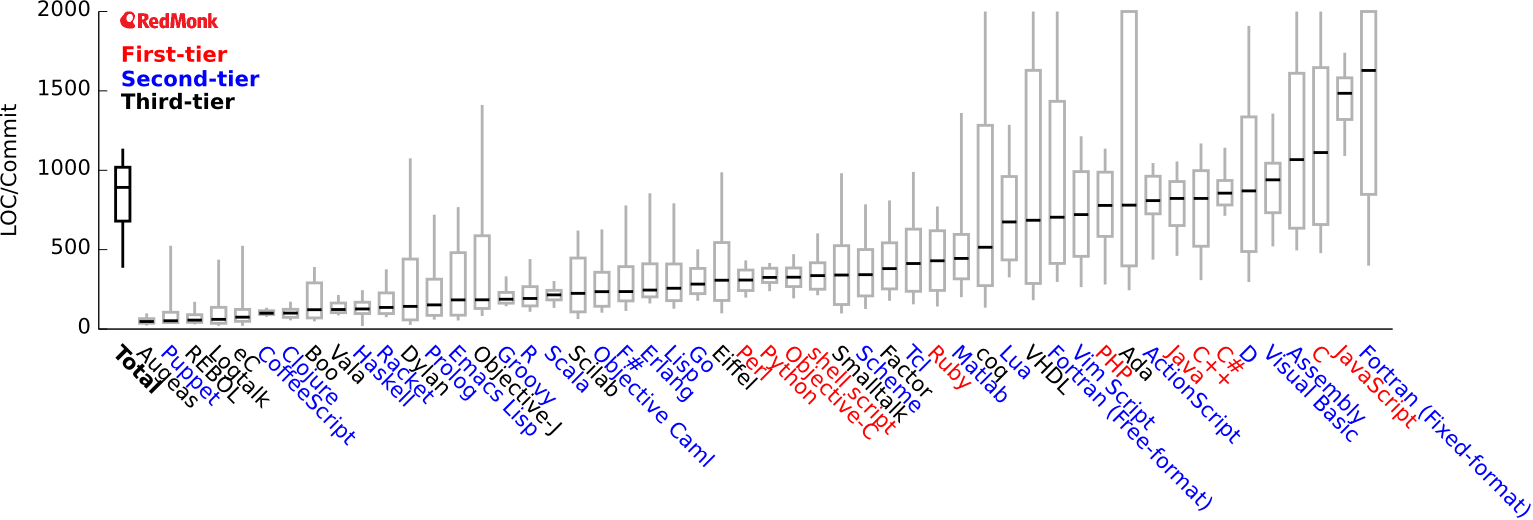 2000
RedMonk
First-tier
Second-tier
1500
Third-tier
LOC/Commit
1000
500
0
Total
Augeas
Puppet
REBOL
Logtalk
eC
CoffeeScript
Clojure
Boo
Vala
Haskell
Racket
Dylan
Prolog
Emacs Lisp
Objective-J
Groovy
R
Scala
Scilab
Objective Caml
F#
Erlang
Lisp
Go
Eiffel
Perl
Python
Objective-C
shell script
Smalltalk
Scheme
Factor
Tcl
Ruby
Matlab
coq
Lua
VHDL
Fortran (Free-format)
Vim Script
PHP
Ada
ActionScript
Java
C++
C#
D
Visual Basic
Assembly
C
JavaScript
Fortran (Fixed-format)